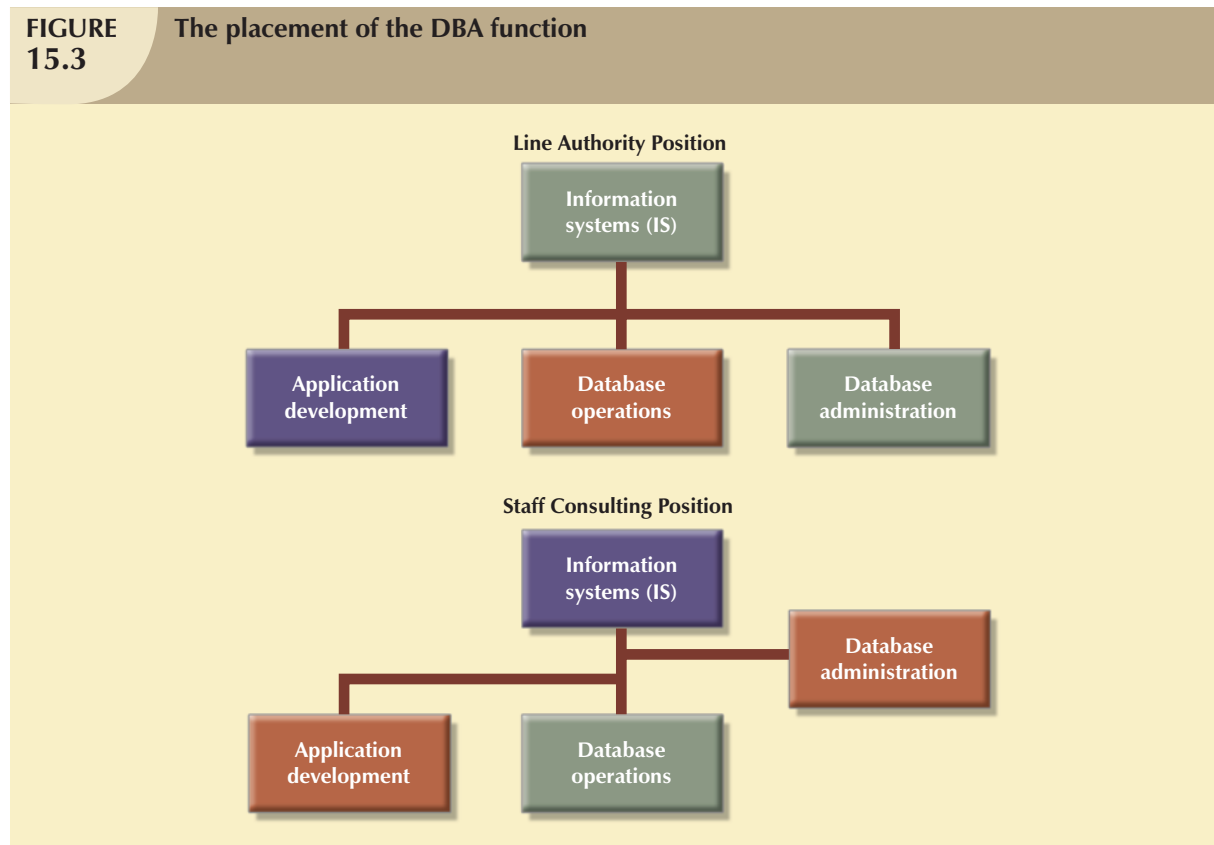 FIGURE
15.3
The placement of the DBA function
Line Authority Position
Information
systems (IS)
Application
development
Database
operations
Database
administration
Staff Consulting Position
Information
systems (IS)
Database
administration
Application
development
Database
operations